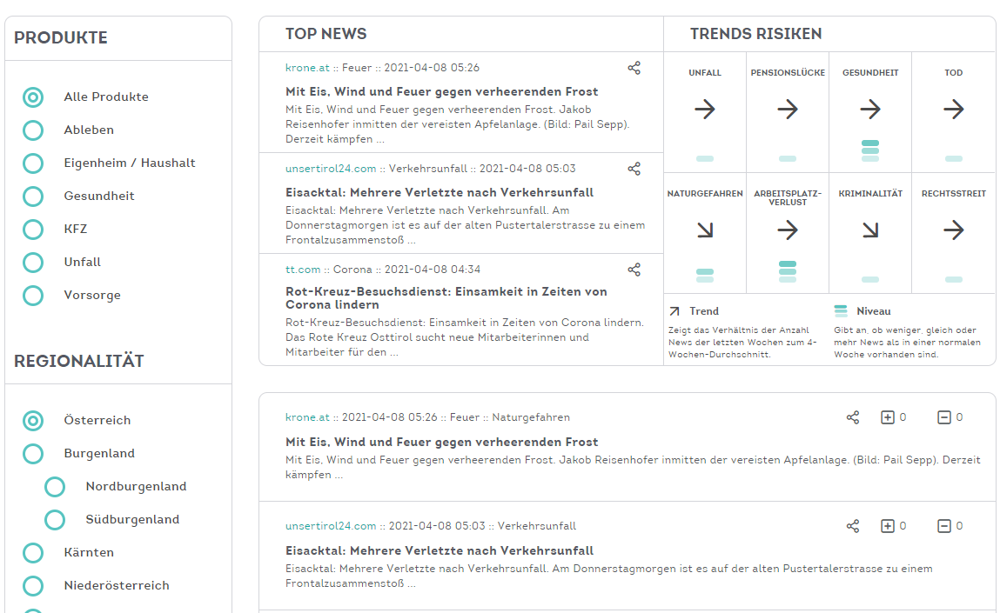 PRODUKTE
Alle Produkte
Ableben
Eigenheim / Haushalt
Gesundheit
KFZ
Unfall
Vorsorge
REGIONALITÄT
Österreich
Burgenland
Nordburgenland
Südburgenland
Kärnten
Niederösterreich
TOP NEWS
krone.at :: Feuer :: 2021-04-08 05:26
Mit Eis, Wind und Feuer gegen verheerenden Frost
Mit Eis, Wind und Feuer gegen verheerenden Frost. Jakob
Reisenhofer inmitten der vereisten Apfelanlage. (Bild: Pail Sepp).
Derzeit kämpfen ...
unsertirol24.com :: Verkehrsunfall :: 2021-04-08 05:03
Eisacktal: Mehrere Verletzte nach Verkehrsunfall
Eisacktal: Mehrere Verletzte nach Verkehrsunfall. Am
Donnerstagmorgen ist es auf der alten Pustertalerstrasse zu einem
Frontalzusammenstoß ...
tt.com :: Corona :: 2021-04-08 04:34
Rot-Kreuz-Besuchsdienst: Einsamkeit in Zeiten von
Corona lindern
Rot-Kreuz-Besuchsdienst: Einsamkeit in Zeiten von Corona lindern.
Das Rote Kreuz Osttirol sucht neue Mitarbeiterinnen und
Mitarbeiter für den ...
TRENDS RISIKEN
UNFALL
PENSIONSLÜCKE
GESUNDHEIT
TOD
NATURGEFAHREN
ARBEITSPLATZ-
VERLUST
KRIMINALITÄT
RECHTSSTREIT
Trend
Zeigt das Verhältnis der Anzahl
News der letzten Wochen zum 4-
Wochen-Durchschnitt.
Niveau
Gibt an, ob weniger, gleich oder
mehr News als in einer normalen
Woche vorhanden sind.
krone.at :: 2021-04-08 05:26 :: Feuer :: Naturgefahren
0
0
Mit Eis, Wind und Feuer gegen verheerenden Frost
Mit Eis, Wind und Feuer gegen verheerenden Frost. Jakob Reisenhofer inmitten der vereisten Apfelanlage. (Bild: Pail Sepp). Derzeit
kämpfen ...
unsertirol24.com :: 2021-04-08 05:03 :: Verkehrsunfall
0
0
Eisacktal: Mehrere Verletzte nach Verkehrsunfall
Eisacktal: Mehrere Verletzte nach Verkehrsunfall. Am Donnerstagmorgen ist es auf der alten Pustertalerstrasse zu einem
Frontalzusammenstoß ...